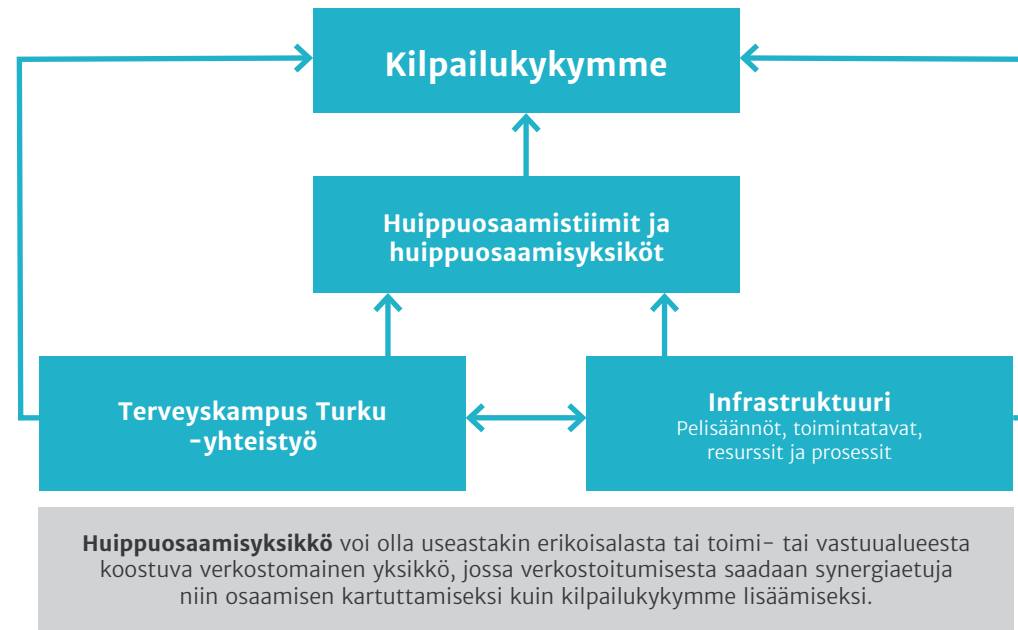 Kilpailukykymme
Huippuosaamistiimit ja
huippuosaamisyksiköt
Terveyskampus Turku
-yhteistyö
Infrastruktuuri
Pelisäännöt, toimintatavat,
resurssit ja prosessit
Huippuosaamisyksikkö voi olla useastakin erikoisalasta tai toimi- tai vastuualueesta
koostuva verkostomainen yksikkö, jossa verkostoitumisesta saadaan synergiaetuja
niin osaamisen kartuttamiseksi kuin kilpailukykymme lisäämiseksi.